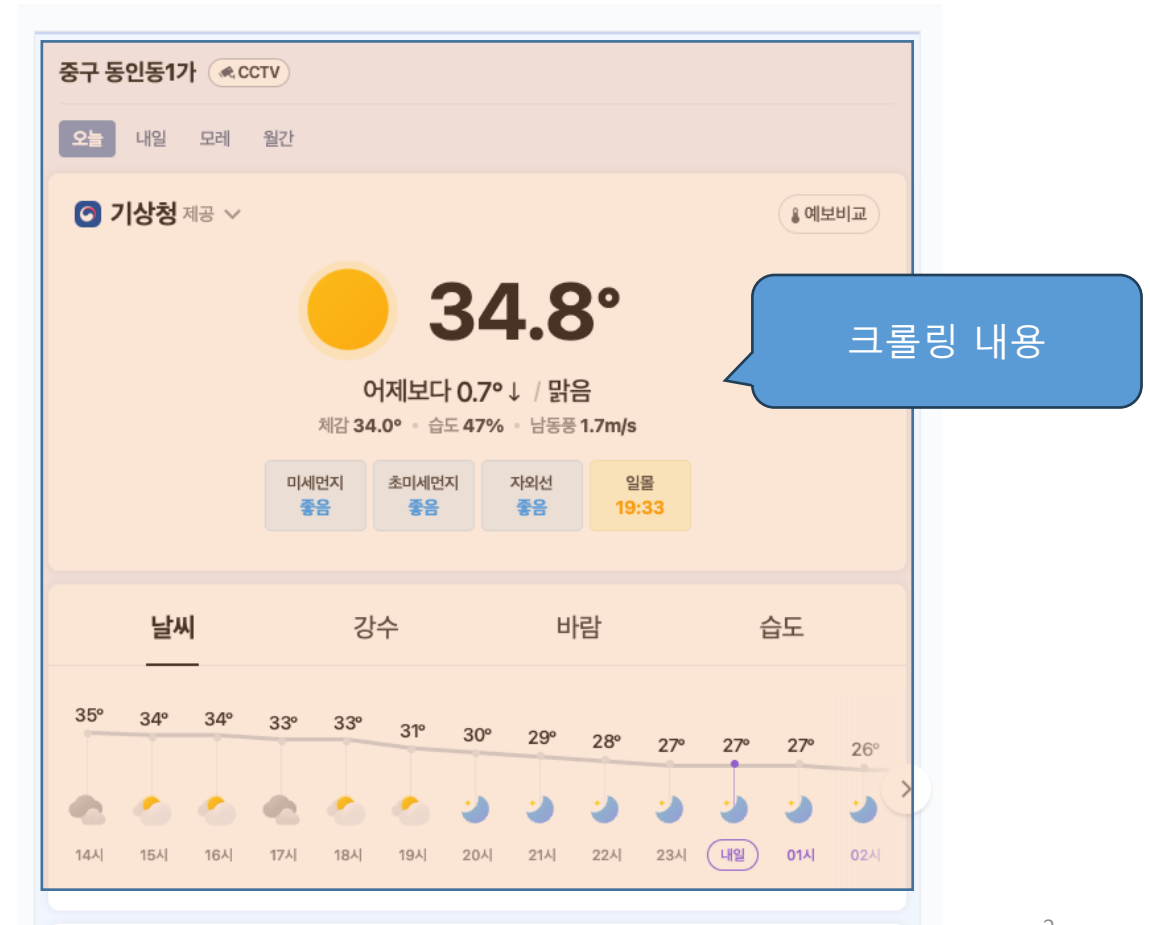 중구 동인동1가 CCTV
오늘 내일 모레 월간
기상청 제공 예보비교
34.8°
크롤링 내용
어제보다 0.7°↓ / 맑음
체감 34.0° 습도 47% 남동풍 1.7m/s
미세먼지 초미세먼지 자외선 일몰
좋음 좋음 좋음 19:33
날씨 강수 바람 습도
35° 34° 34° 33° 33° 31° 30° 29° 28° 27° 27° 27° 26°
14시 15시 16시 17시 18시 19시 20시 21시 22시 23시 내일 01시 02시